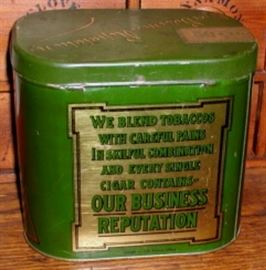 WE BLEND TOBACCOS
WITH CAREFUL PAINS
IN SKILFUL COMBINATION
AND EVERY SINGLE
CIGAR CONTAINS-
OUR BUSINESS
REPUTATION